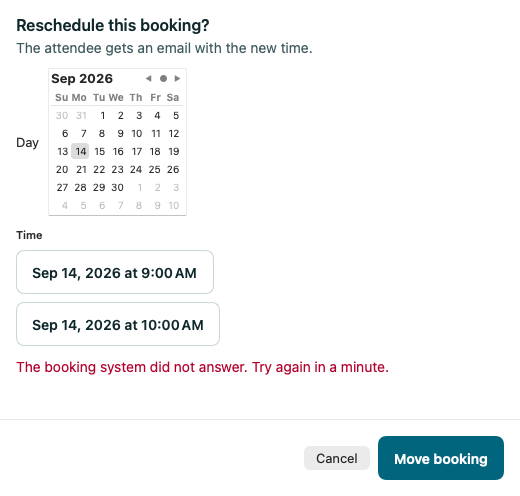 Reschedule this booking?
The attendee gets an email with the new time.
Sep 2026
Su Mo Tu We Th Fr Sa
30 31 1 2 3 4 5
6 7 8 9 10 11 12
Day
13 14 15 16 17 18 19
20 21 22 23 24 25 26
27 28 29 30 1 2 3
4 5 6 7 8 9 10
Time
Sep 14, 2026 at 9:00 AM
Sep 14, 2026 at 10:00 AM
The booking system did not answer. Try again in a minute.
Cancel
Move booking